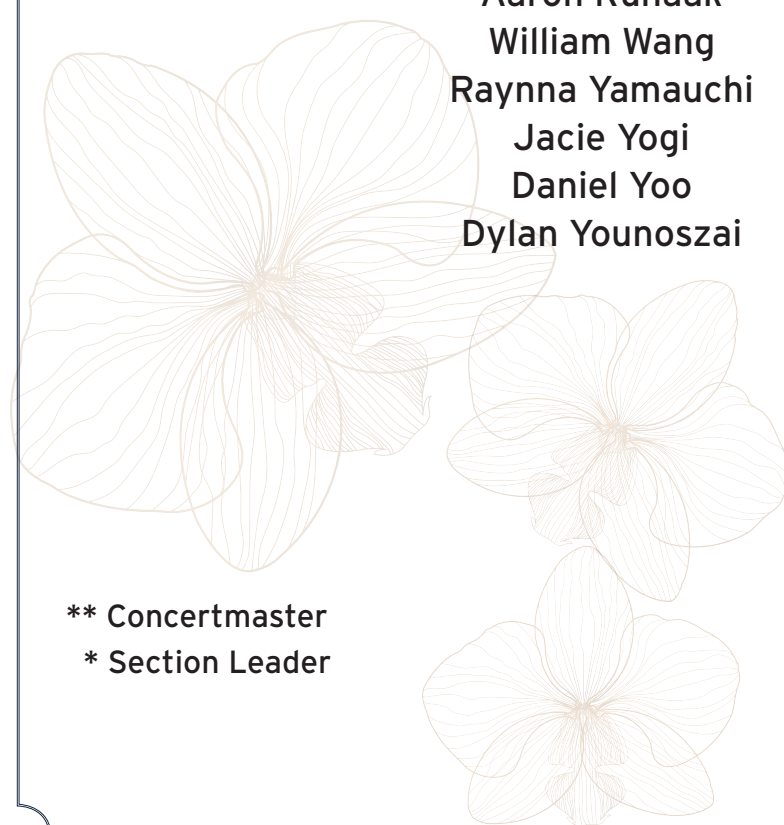 William Wang
Raynna Yamauchi
Jacie Yogi
Daniel Yoo
Dylan Younoszai
** Concertmaster
* Section Leader